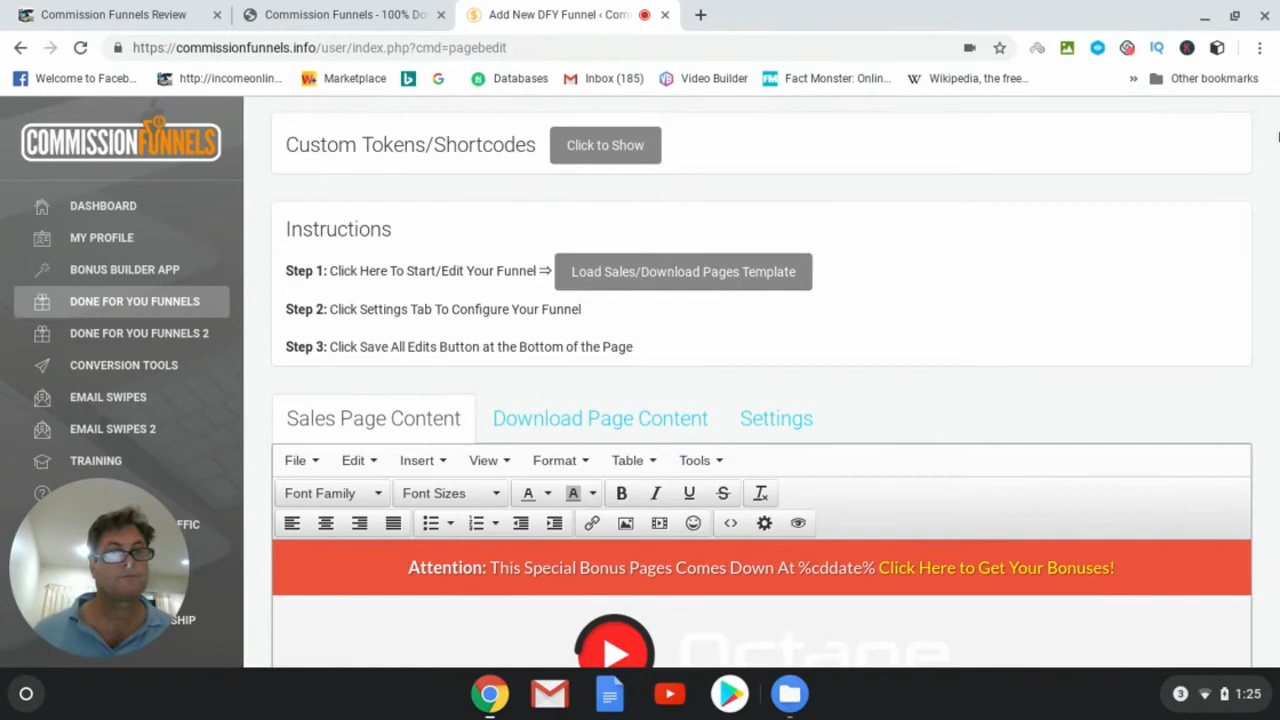 Commission Funnels Review
Commission Funnels - 100% Do
Add New DFY Funnel ‹ Com
https://commissionfunnels.info/user/index.php?cmd=pagebedit
Welcome to Faceb...
http://incomeonlin...
Marketplace
Databases
Inbox (185)
Video Builder
Fact Monster: Onlin...
Wikipedia, the free...
Other bookmarks
COMMISSIONFUNNELS
Custom Tokens/Shortcodes
Click to Show
DASHBOARD
MY PROFILE
BONUS BUILDER APP
DONE FOR YOU FUNNELS
DONE FOR YOU FUNNELS 2
CONVERSION TOOLS
EMAIL SWIPES
EMAIL SWIPES 2
TRAINING
FFIC
SHIP
Instructions
Step 1: Click Here To Start/Edit Your Funnel ⇒ Load Sales/Download Pages Template
Step 2: Click Settings Tab To Configure Your Funnel
Step 3: Click Save All Edits Button at the Bottom of the Page
Sales Page Content Download Page Content Settings
File Edit Insert View Format Table Tools
Font Family Font Sizes A A B I U S Tx
Attention: This Special Bonus Pages Comes Down At %cddate% Click Here to Get Your Bonuses!
Octane
3 1:25